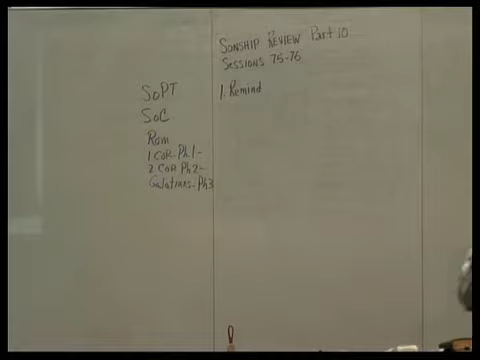 SONSHIP REVIEW Part 10
Sessions 75-76
1. Remind
SoPT
SoC
Rom
1 COR-Ph1-
2 COR Ph2-
Galatians-Ph3